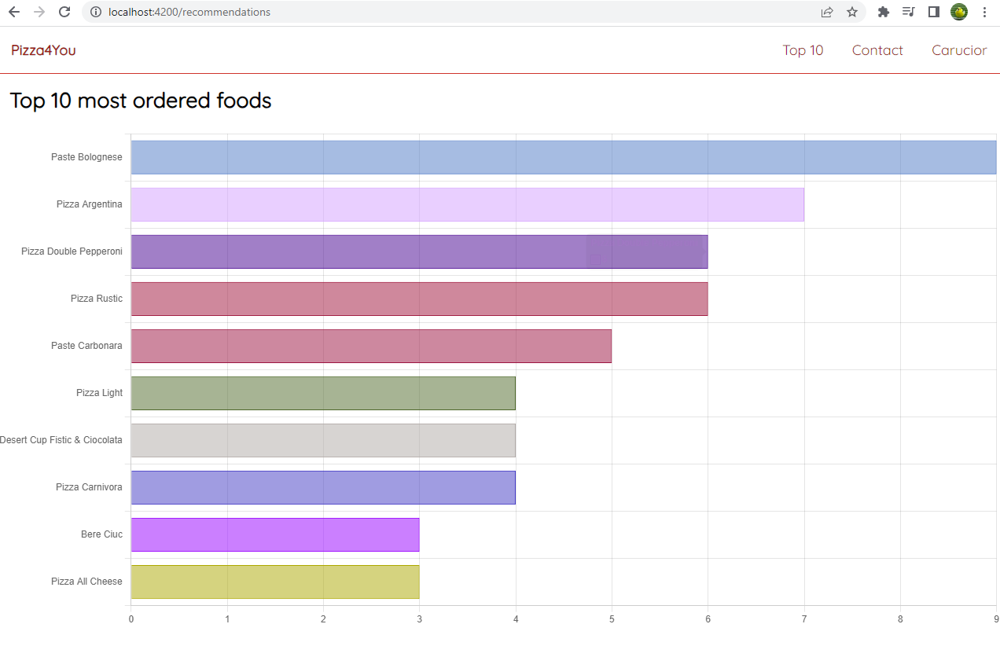 localhost:4200/recommendations
Pizza4You
Top 10
Contact
Carucior
Top 10 most ordered foods
Paste Bolognese
Pizza Argentina
Pizza Double Pepperoni
Pizza Rustic
Paste Carbonara
Pizza Light
Desert Cup Fistic & Ciocolata
Pizza Carnivora
Bere Ciuc
Pizza All Cheese
0 1 2 3 4 5 6 7 8 9